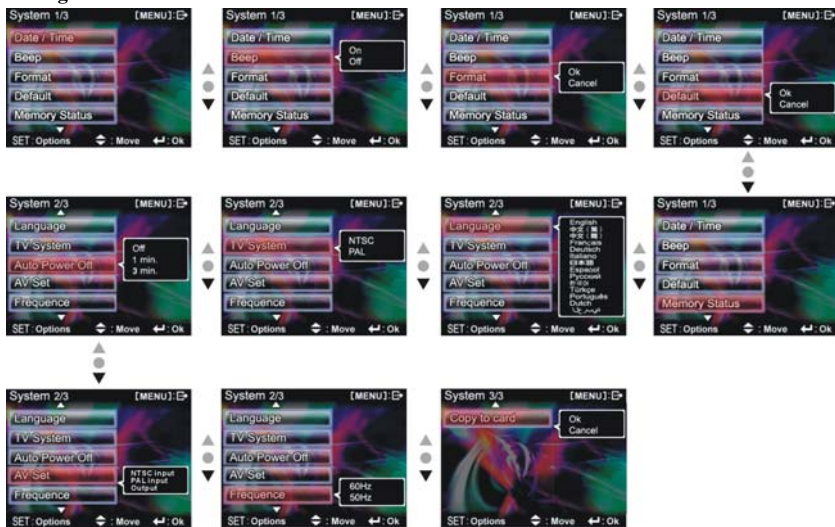 System 1/3 [MENU]:
Date / Time
Beep
Format
Default
Memory Status
SET:Options : Move : Ok
System 1/3 [MENU]:
Date / Time
Beep
On
Off
Format
Default
Memory Status
SET:Options : Move : Ok
System 1/3 [MENU]:
Date / Time
Beep
Format
Ok
Cancel
Default
Memory Status
SET:Options : Move : Ok
System 1/3 [MENU]:
Date / Time
Beep
Format
Default
Ok
Cancel
Memory Status
SET:Options : Move : Ok
System 2/3 [MENU]:
Language
TV System
Auto Power Off
Off
1 min.
3 min.
AV Set
Frequence
SET:Options : Move : Ok
System 2/3 [MENU]:
Language
TV System
NTSC
PAL
Auto Power Off
AV Set
Frequence
SET:Options : Move : Ok
System 2/3 [MENU]:
Language
English
Français
Deutsch
Italiano
日本語
Español
Русский
Türkçe
Português
Dutch
TV System
Auto Power Off
AV Set
Frequence
SET:Options : Move : Ok
System 1/3 [MENU]:
Date / Time
Beep
Format
Default
Memory Status
SET:Options : Move : Ok
System 2/3 [MENU]:
Language
TV System
Auto Power Off
AV Set
NTSC input
PAL input
Output
Frequence
SET:Options : Move : Ok
System 2/3 [MENU]:
Language
TV System
Auto Power Off
AV Set
Frequence
60Hz
50Hz
SET:Options : Move : Ok
System 3/3 [MENU]:
Copy to card
Ok
Cancel
SET:Options : Move : Ok